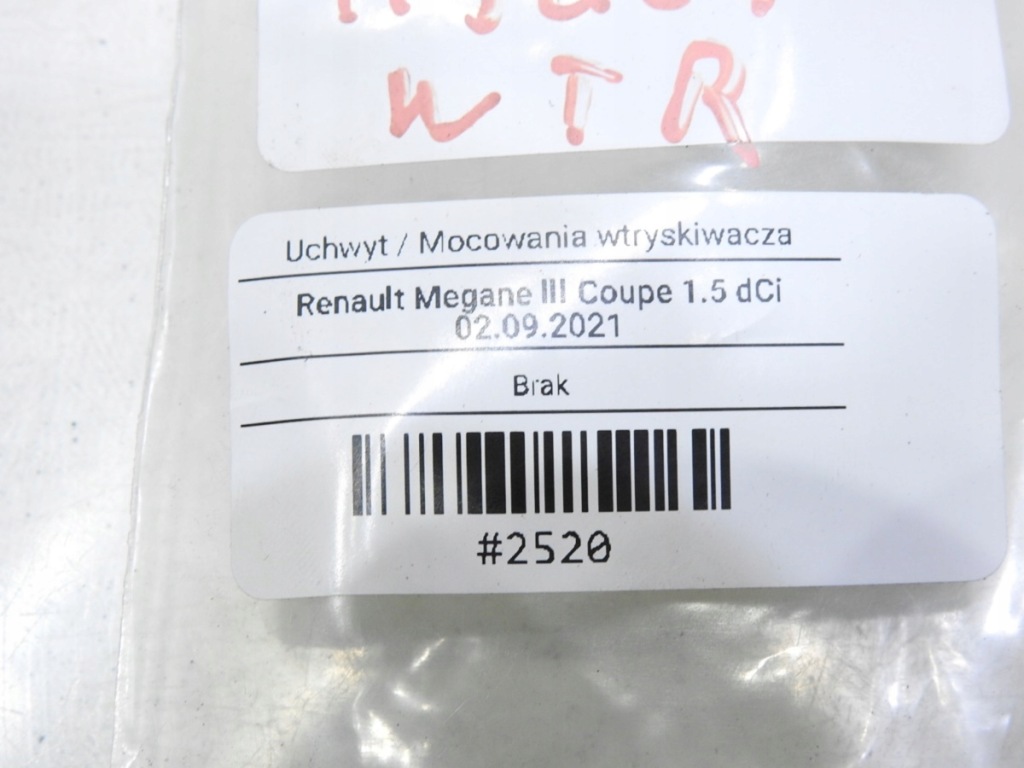 WTR
Uchwyt / Mocowania wtryskiwacza
Renault Megane III Coupe 1.5 dCi
02.09.2021
Brak
#2520